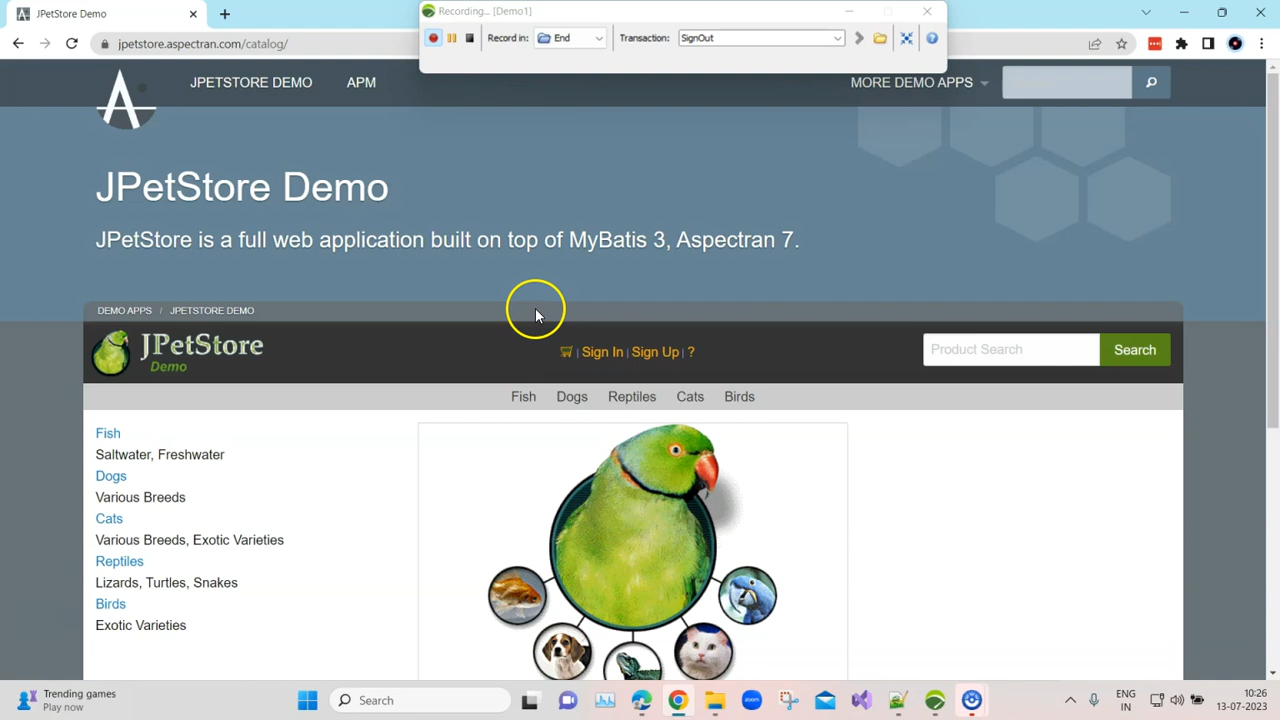 JPetStore Demo
Recording... [Demo1]
jpetstore.aspectran.com/catalog/
Record in: End Transaction: SignOut
JPETSTORE DEMO APM MORE DEMO APPS
JPetStore Demo
JPetStore is a full web application built on top of MyBatis 3, Aspectran 7.
DEMO APPS / JPETSTORE DEMO
JPetStore
Demo
| Sign In | Sign Up | ?
Product Search Search
Fish Dogs Reptiles Cats Birds
Fish
Saltwater, Freshwater
Dogs
Various Breeds
Cats
Various Breeds, Exotic Varieties
Reptiles
Lizards, Turtles, Snakes
Birds
Exotic Varieties
Trending games
Play now
Search
ENG
IN
10:26
13-07-2023